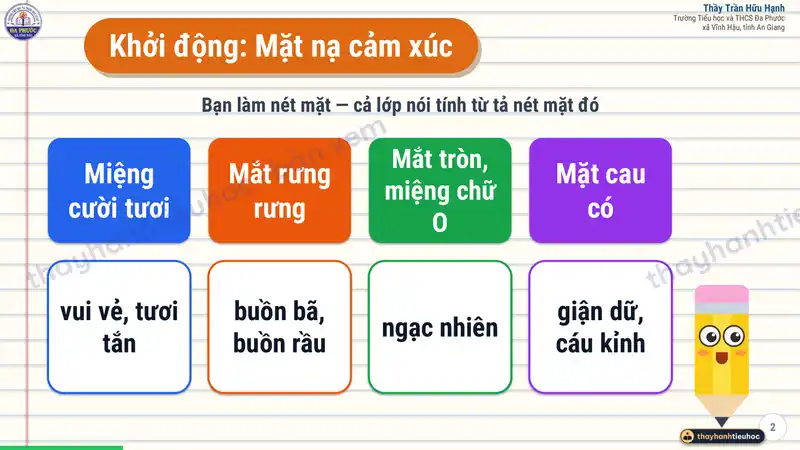 ĐA PHƯỚC
Thầy Trần Hữu Hạnh
Trường Tiểu học và THCS Đa Phước
xã Vĩnh Hậu, tỉnh An Giang
Khởi động: Mặt nạ cảm xúc
Bạn làm nét mặt — cả lớp nói tính từ tả nét mặt đó
Miệng
cười tươi
Mắt rưng
rưng
Mắt tròn,
miệng chữ
O
Mặt cau
có
vui vẻ, tươi
tắn
buồn bã,
buồn rầu
ngạc nhiên
giận dữ,
cáu kỉnh
thayhanhtieuhoc
2